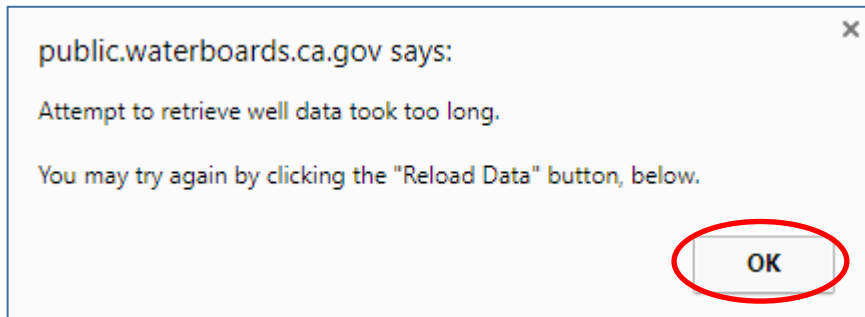 public.waterboards.ca.gov says:
Attempt to retrieve well data took too long.
You may try again by clicking the "Reload Data" button, below.
OK